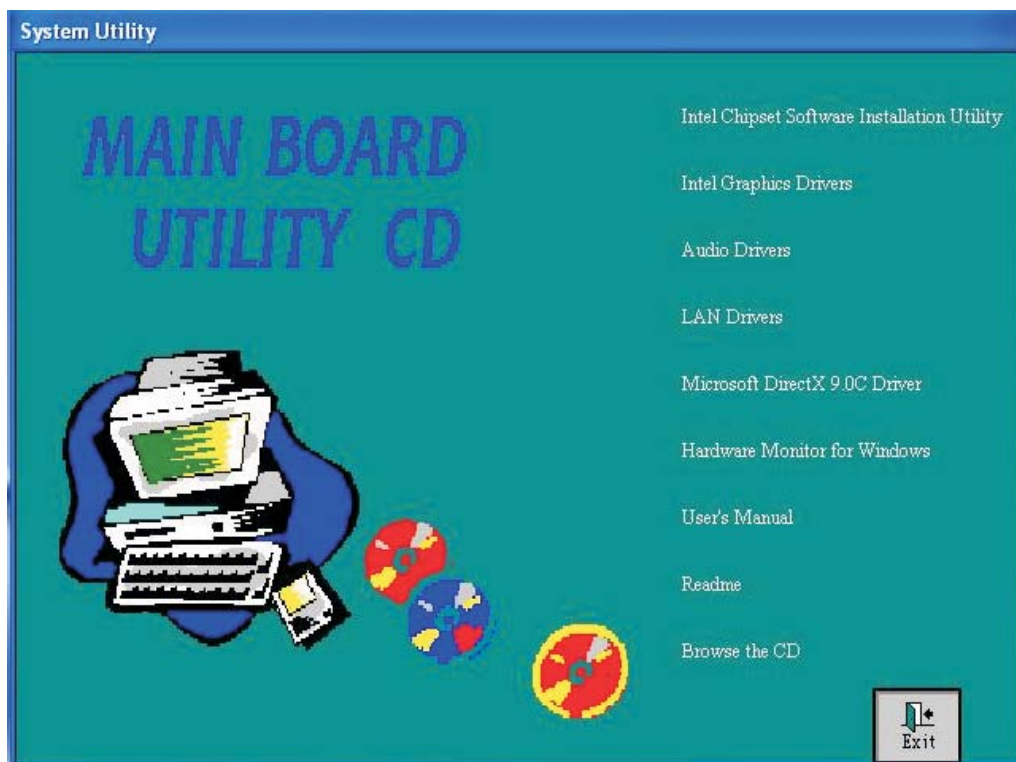 System Utility
MAIN BOARD
UTILITY CD
Intel Chipset Software Installation Utility
Intel Graphics Drivers
Audio Drivers
LAN Drivers
Microsoft DirectX 9.0C Driver
Hardware Monitor for Windows
User's Manual
Readme
Browse the CD
Exit